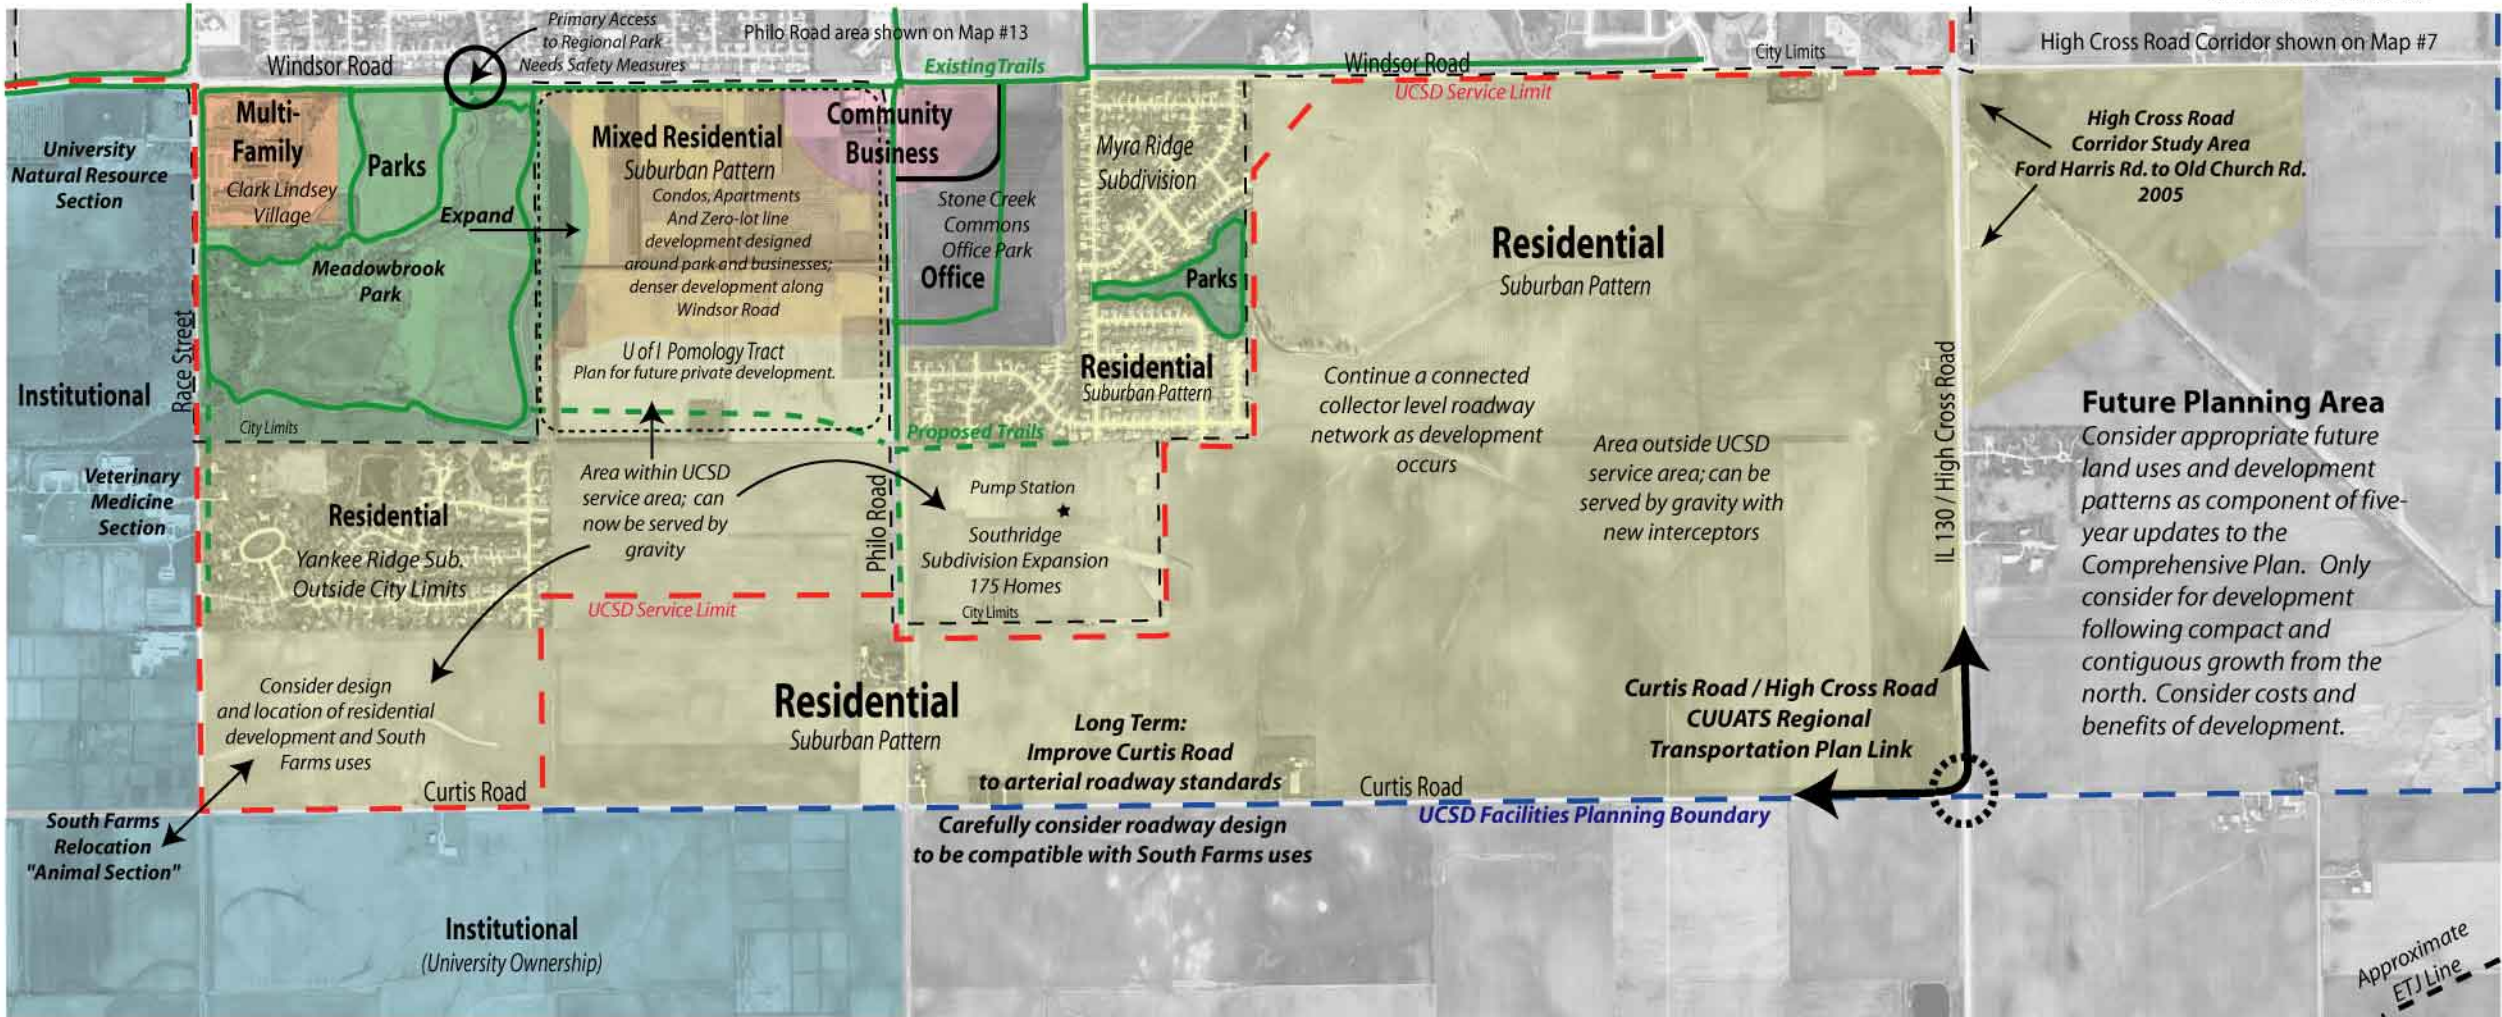 Primary Access
to Regional Park
Needs Safety Measures
Philo Road area shown on Map #13
High Cross Road Corridor shown on Map #7
Windsor Road
Existing Trails
Windsor Road
City Limits
UCSD Service Limit
Multi-
Family
Clark Lindsey
Village
Parks
Expand
Meadowbrook
Park
University
Natural Resource
Section
Mixed Residential
Suburban Pattern
Condos, Apartments
And Zero-lot line
development designed
around park and businesses;
denser development along
Windsor Road
U of I Pomology Tract
Plan for future private development.
Community
Business
Stone Creek
Commons
Office Park
Office
Myra Ridge
Subdivision
Parks
Residential
Suburban Pattern
Residential
Suburban Pattern
High Cross Road
Corridor Study Area
Ford Harris Rd. to Old Church Rd.
2005
Institutional
Race Street
City Limits
Proposed Trails
Continue a connected
collector level roadway
network as development
occurs
Area outside UCSD
service area; can be
served by gravity with
new interceptors
IL 130 / High Cross Road
Future Planning Area
Consider appropriate future
land uses and development
patterns as component of five-
year updates to the
Comprehensive Plan. Only
consider for development
following compact and
contiguous growth from the
north. Consider costs and
benefits of development.
Veterinary
Medicine
Section
Residential
Yankee Ridge Sub.
Outside City Limits
Area within UCSD
service area; can
now be served by
gravity
Philo Road
Pump Station
Southridge
Subdivision Expansion
175 Homes
City Limits
UCSD Service Limit
Consider design
and location of residential
development and South
Farms uses
Residential
Suburban Pattern
Long Term:
Improve Curtis Road
to arterial roadway standards
Curtis Road / High Cross Road
CUUATS Regional
Transportation Plan Link
Curtis Road
Curtis Road
UCSD Facilities Planning Boundary
South Farms
Relocation
"Animal Section"
Carefully consider roadway design
to be compatible with South Farms uses
Institutional
(University Ownership)
Approximate
ETJ Line